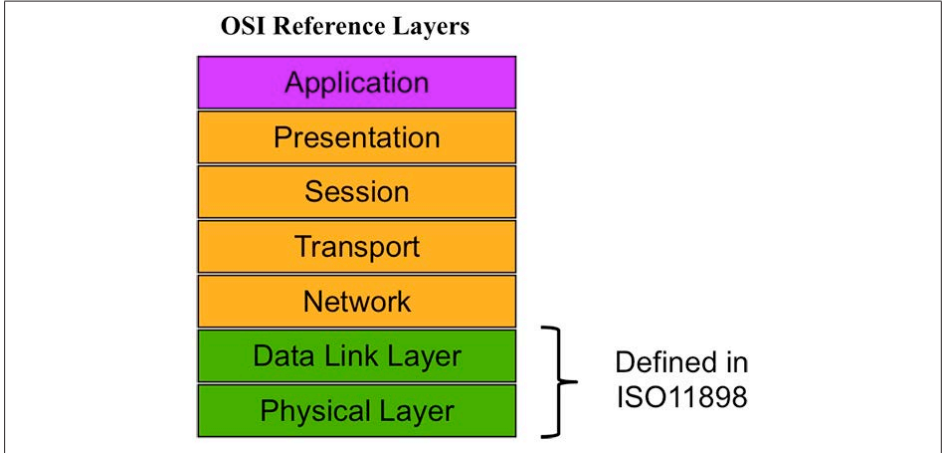 OSI Reference Layers
Application
Presentation
Session
Transport
Network
Data Link Layer
Physical Layer
Defined in
ISO11898